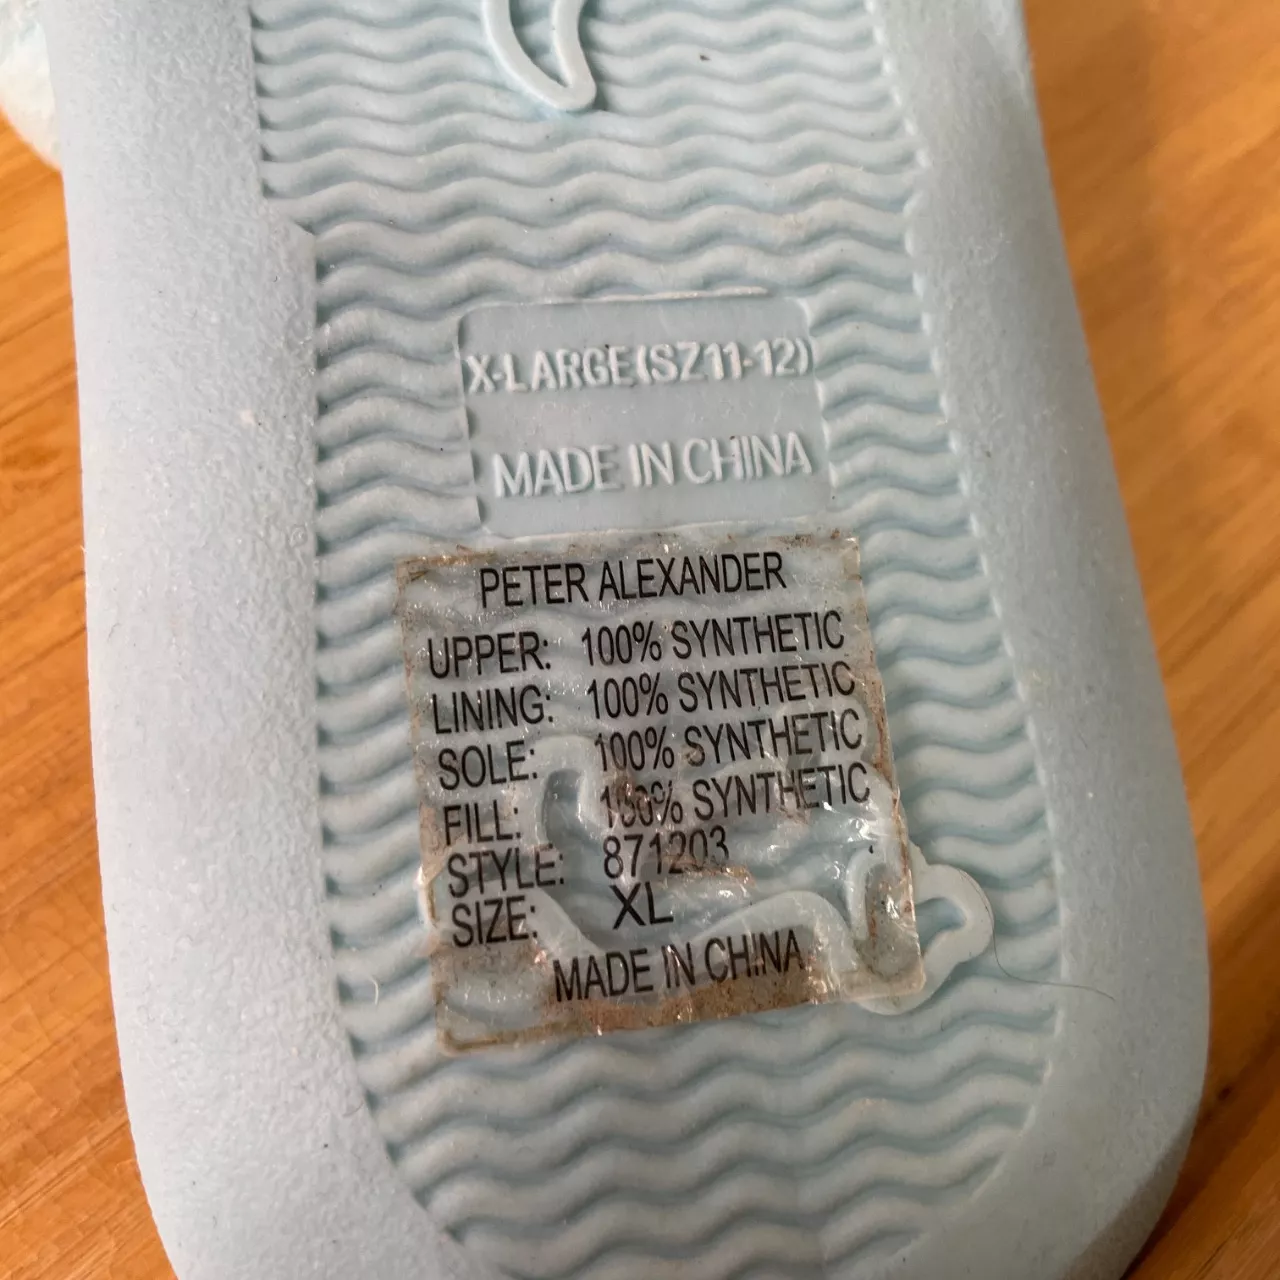 X-LARGE(SZ11-12)
MADE IN CHINA
PETER ALEXANDER
UPPER: 100% SYNTHETIC
LINING: 100% SYNTHETIC
SOLE: 100% SYNTHETIC
FILL: 100% SYNTHETIC
STYLE: 871203
SIZE: XL
MADE IN CHINA